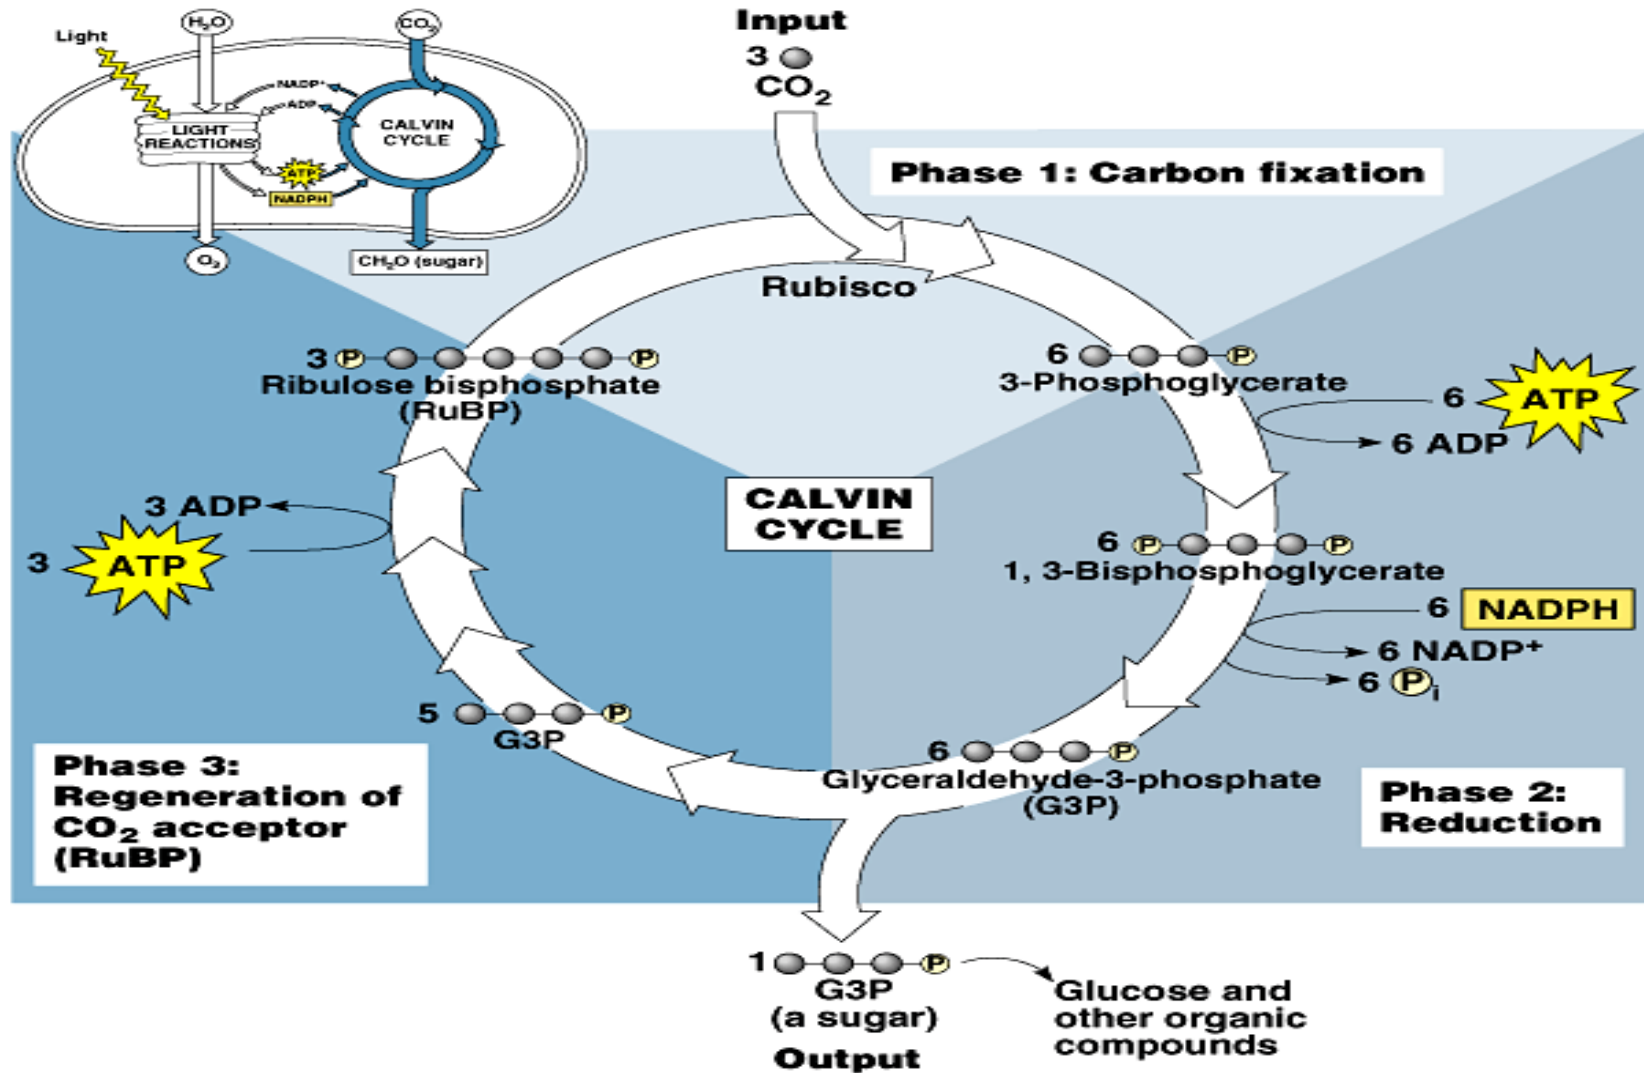 Light
H₂O
CO₂
NADP⁺
ADP
LIGHT
REACTIONS
CALVIN
CYCLE
ATP
NADPH
O₂
CH₂O (sugar)
Input
3
CO₂
Phase 1: Carbon fixation
Rubisco
3 P P
Ribulose bisphosphate
(RuBP)
6 P
3-Phosphoglycerate
6 ATP
6 ADP
CALVIN
CYCLE
3 ADP
3 ATP
6 P P
1, 3-Bisphosphoglycerate
6 NADPH
6 NADP⁺
6 Pᵢ
5 P
G3P
6 P
Glyceraldehyde-3-phosphate
(G3P)
Phase 3:
Regeneration of
CO₂ acceptor
(RuBP)
Phase 2:
Reduction
1 P
G3P
(a sugar)
Output
Glucose and
other organic
compounds